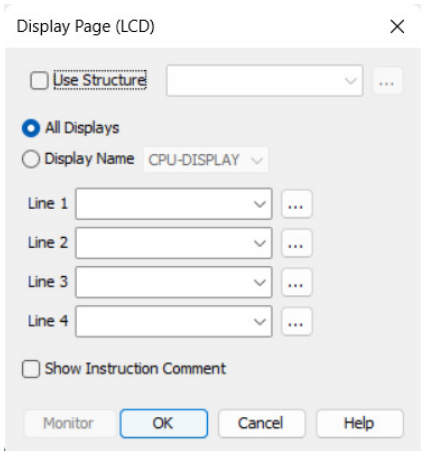 Display Page (LCD)
Use Structure
...
All Displays
Display Name CPU-DISPLAY
Line 1 ...
Line 2 ...
Line 3 ...
Line 4 ...
Show Instruction Comment
Monitor OK Cancel Help